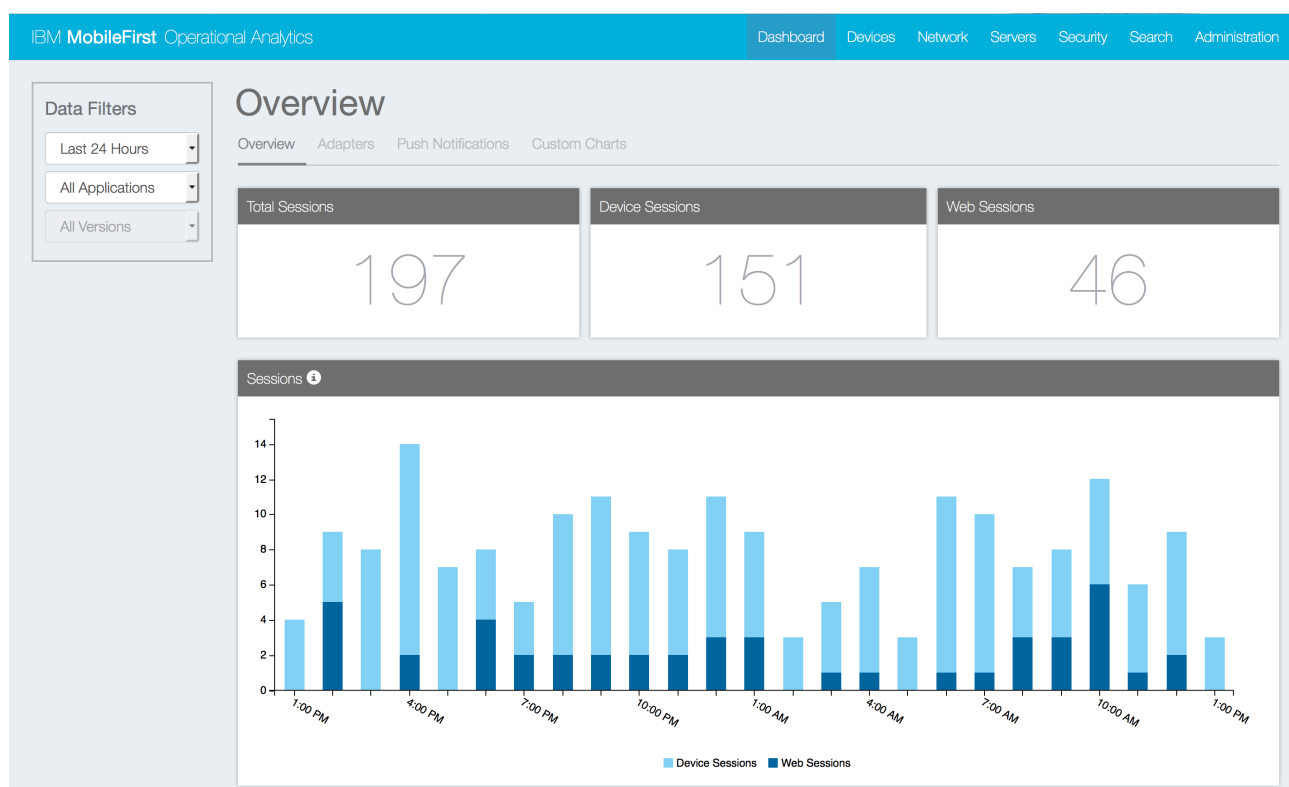 IBM MobileFirst Operational Analytics
Dashboard Devices Network Servers Security Search Administration
Data Filters
Last 24 Hours
All Applications
All Versions
Overview
Overview Adapters Push Notifications Custom Charts
Total Sessions
197
Device Sessions
151
Web Sessions
46
Sessions
14
12
10
8
6
4
2
0
1:00 PM 4:00 PM 7:00 PM 10:00 PM 1:00 AM 4:00 AM 7:00 AM 10:00 AM 1:00 PM
Device Sessions Web Sessions